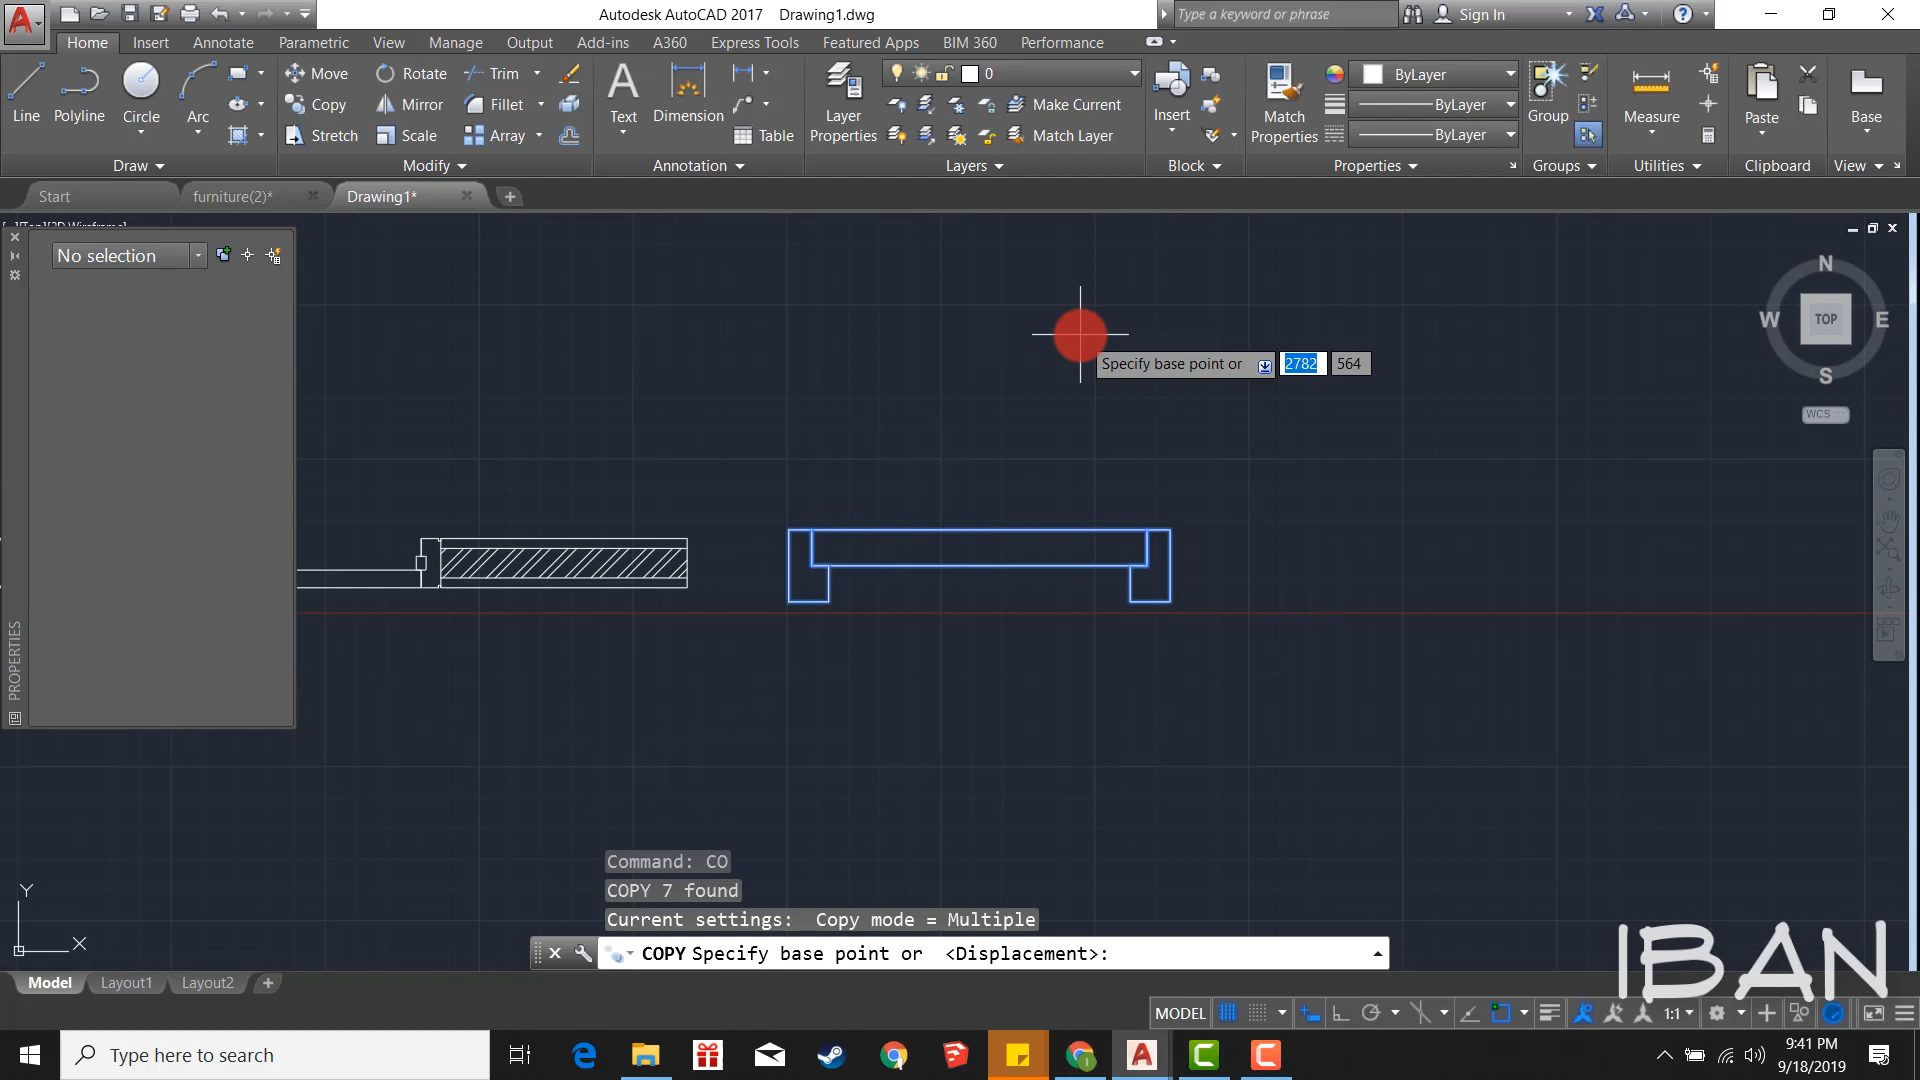 Autodesk AutoCAD 2017 Drawing1.dwg
Type a keyword or phrase
Sign In
Home Insert Annotate Parametric View Manage Output Add-ins A360 Express Tools Featured Apps BIM 360 Performance
Line Polyline Circle Arc
Move Rotate Trim
Copy Mirror Fillet
Stretch Scale Array
Text Dimension Table
Layer Properties
0
Make Current
Match Layer
Insert
Match Properties
ByLayer
ByLayer
ByLayer
Group
Measure
Paste
Base
Draw Modify Annotation Layers Block Properties Groups Utilities Clipboard View
Start furniture(2)* Drawing1*
No selection
PROPERTIES
N
W TOP E
S
WCS
Specify base point or 2782 564
Command: CO
COPY 7 found
Current settings: Copy mode = Multiple
COPY Specify base point or <Displacement>:
Y
X
IBAN
Model Layout1 Layout2
MODEL 1:1
Type here to search
9:41 PM
9/18/2019